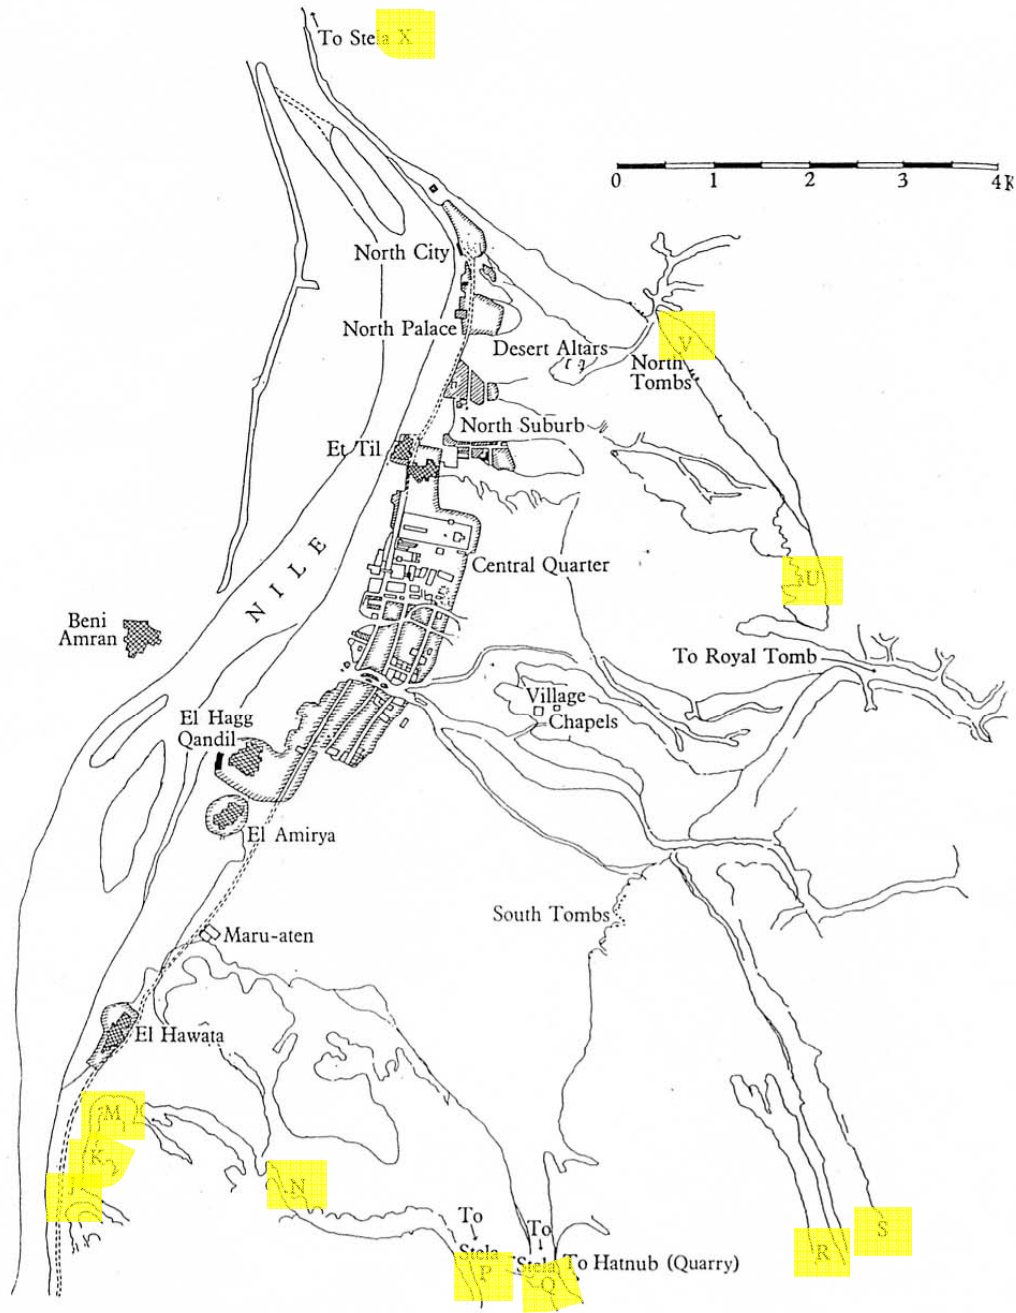 To Stela X
0 1 2 3 4K
North City
North Palace
Desert Altars
V
North
Tombs
North Suburb
Et Til
NILE
Central Quarter
U
Beni
Amran
To Royal Tomb
Village
Chapels
El Hagg
Qandil
El Amirya
South Tombs
Maru-aten
El Hawata
M
K
J
N
To
Stela
P
To
Stela
Q
To Hatnub (Quarry)
R
S